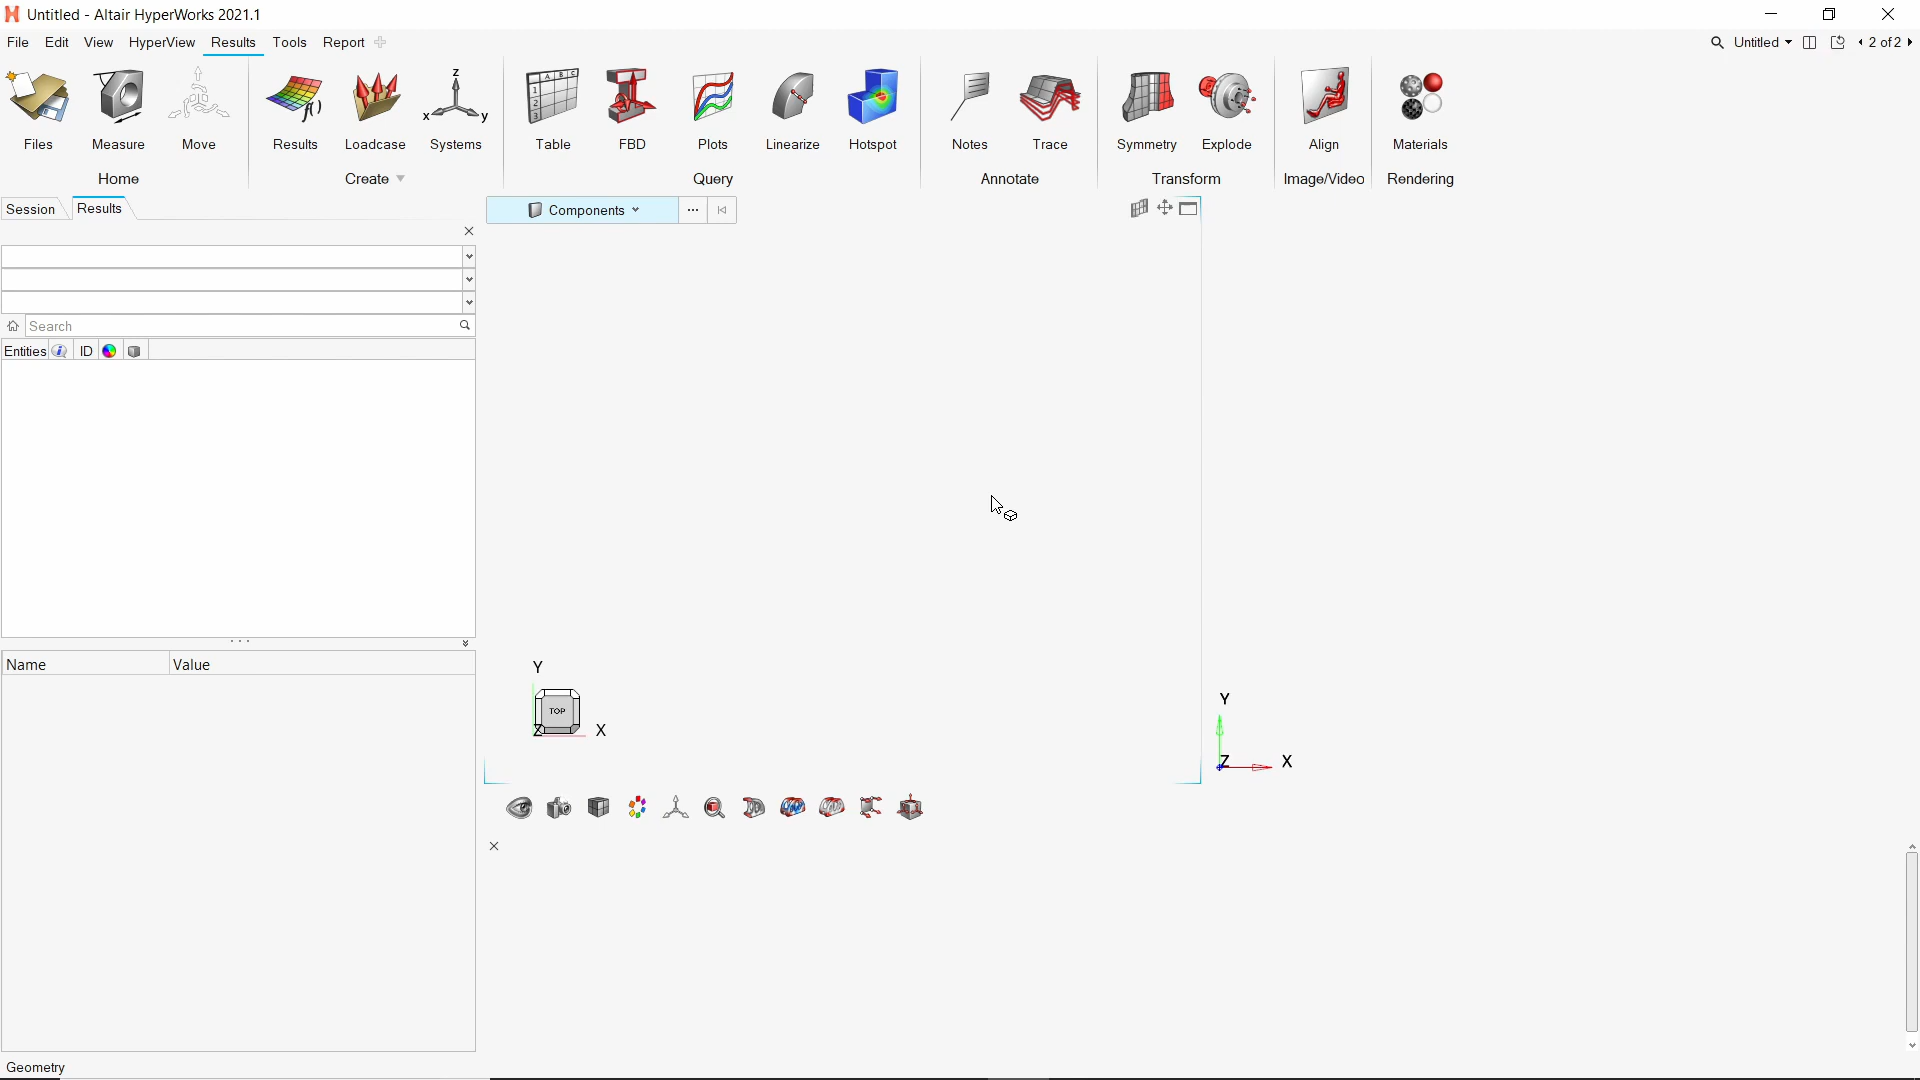 Untitled - Altair HyperWorks 2021.1
File Edit View HyperView Results Tools Report
Untitled 2 of 2
Files Measure Move Results Loadcase Systems Table FBD Plots Linearize Hotspot Notes Trace Symmetry Explode Align Materials
Home Create Query Annotate Transform Image/Video Rendering
Session Results
Components
Search
Entities ID
Name Value
Y
TOP
Z X
Y
Z X
Geometry